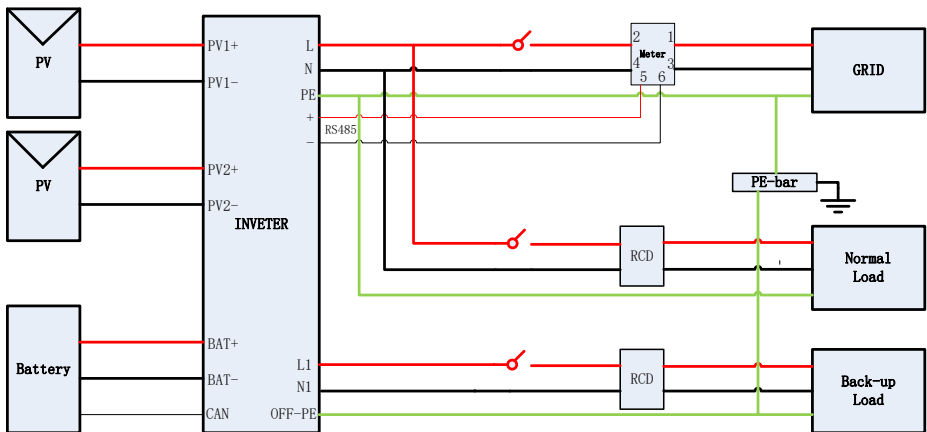 PV
PV1+
PV1-
PV
PV2+
PV2-
INVETER
Battery
BAT+
BAT-
CAN
L
N
PE
+
RS485
-
L1
N1
OFF-PE
2 1
Meter
4 3
5 6
GRID
PE-bar
RCD
Normal
Load
RCD
Back-up
Load